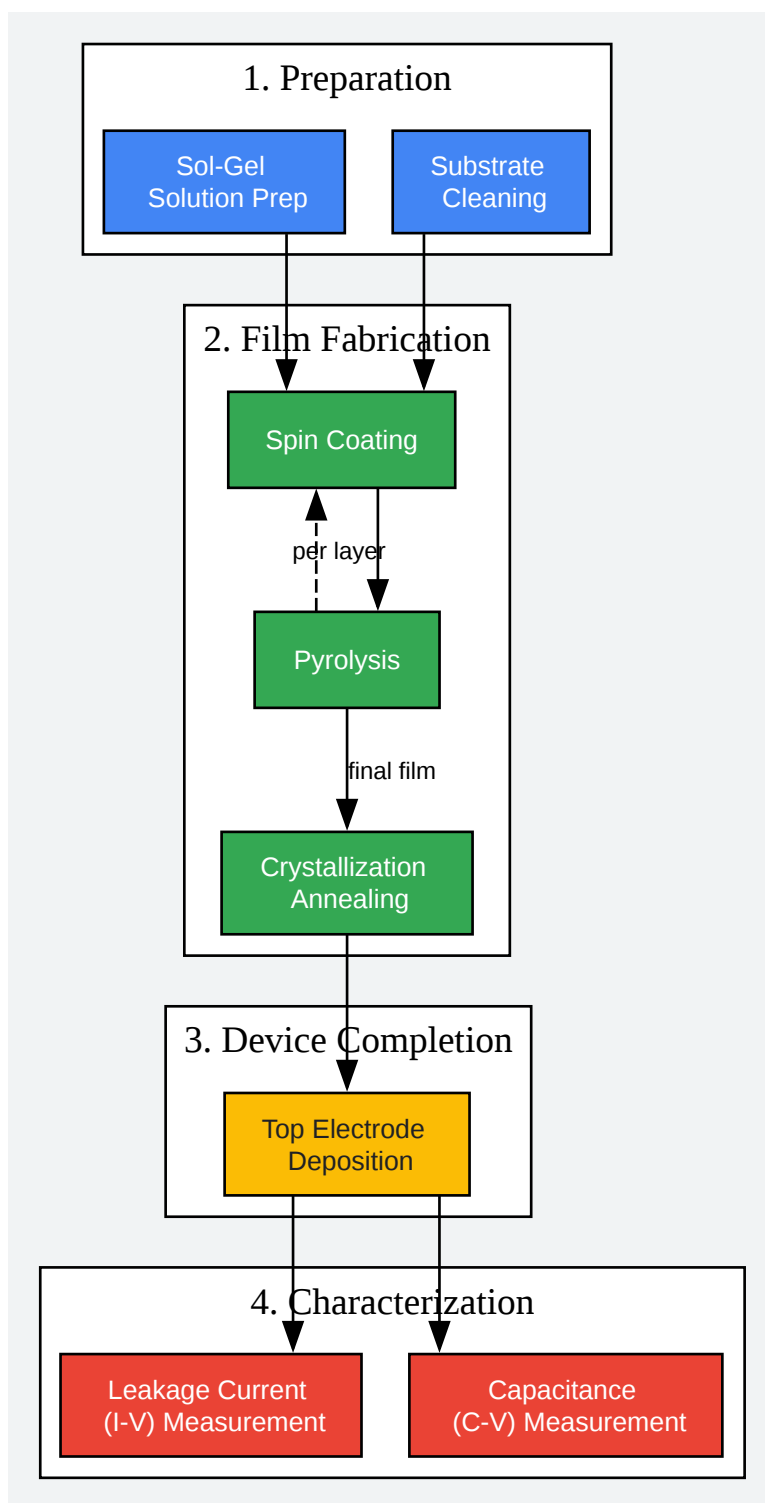 1. Preparation
Sol-Gel
Solution Prep
Substrate
Cleaning
2. Film Fabrication
Spin Coating
per layer
Pyrolysis
final film
Crystallization
Annealing
3. Device Completion
Top Electrode
Deposition
4. Characterization
Leakage Current
(I-V) Measurement
Capacitance
(C-V) Measurement